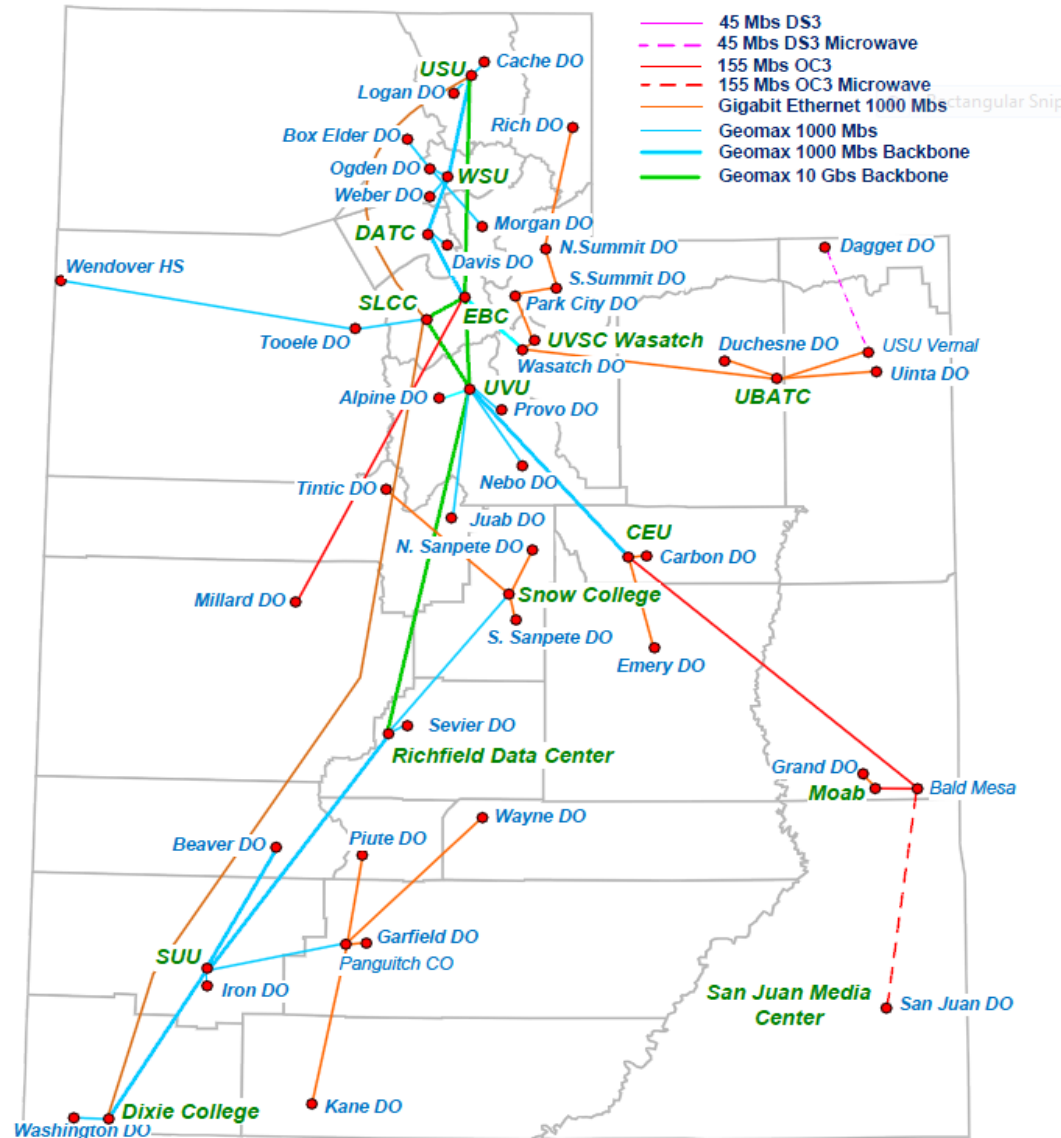 45 Mbs DS3
45 Mbs DS3 Microwave
155 Mbs OC3
155 Mbs OC3 Microwave
Gigabit Ethernet 1000 Mbs
Rectangular Snip
Geomax 1000 Mbs
Geomax 1000 Mbs Backbone
Geomax 10 Gbs Backbone
USU
Cache DO
Logan DO
Box Elder DO
Rich DO
Ogden DO
WSU
Weber DO
Morgan DO
DATC
Davis DO
N.Summit DO
Dagget DO
Wendover HS
S.Summit DO
SLCC
EBC
Park City DO
Tooele DO
UVSC Wasatch
Wasatch DO
Duchesne DO
USU Vernal
Uinta DO
UBATC
Alpine DO
UVU
Provo DO
Nebo DO
Tintic DO
Juab DO
CEU
N. Sanpete DO
Carbon DO
Millard DO
Snow College
S. Sanpete DO
Emery DO
Sevier DO
Richfield Data Center
Grand DO
Moab
Bald Mesa
Wayne DO
Beaver DO
Piute DO
Garfield DO
SUU
Panguitch CO
Iron DO
San Juan Media
Center
San Juan DO
Kane DO
Dixie College
Washington DO